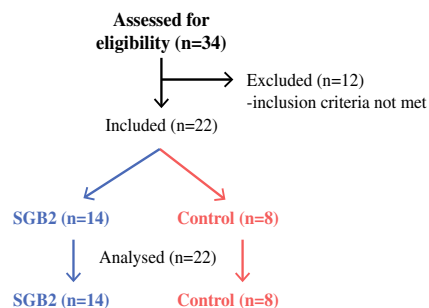 Assessed for
eligibility (n=34)
Excluded (n=12)
-inclusion criteria not met
Included (n=22)
SGB2 (n=14)
Control (n=8)
Analysed (n=22)
SGB2 (n=14)
Control (n=8)